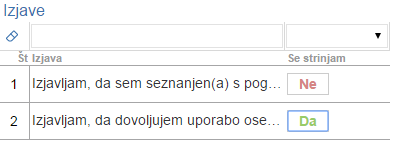 Izjave
Št Izjava Se strinjam
1 Izjavljam, da sem seznanjen(a) s pog... Ne
2 Izjavljam, da dovoljujem uporabo ose... Da